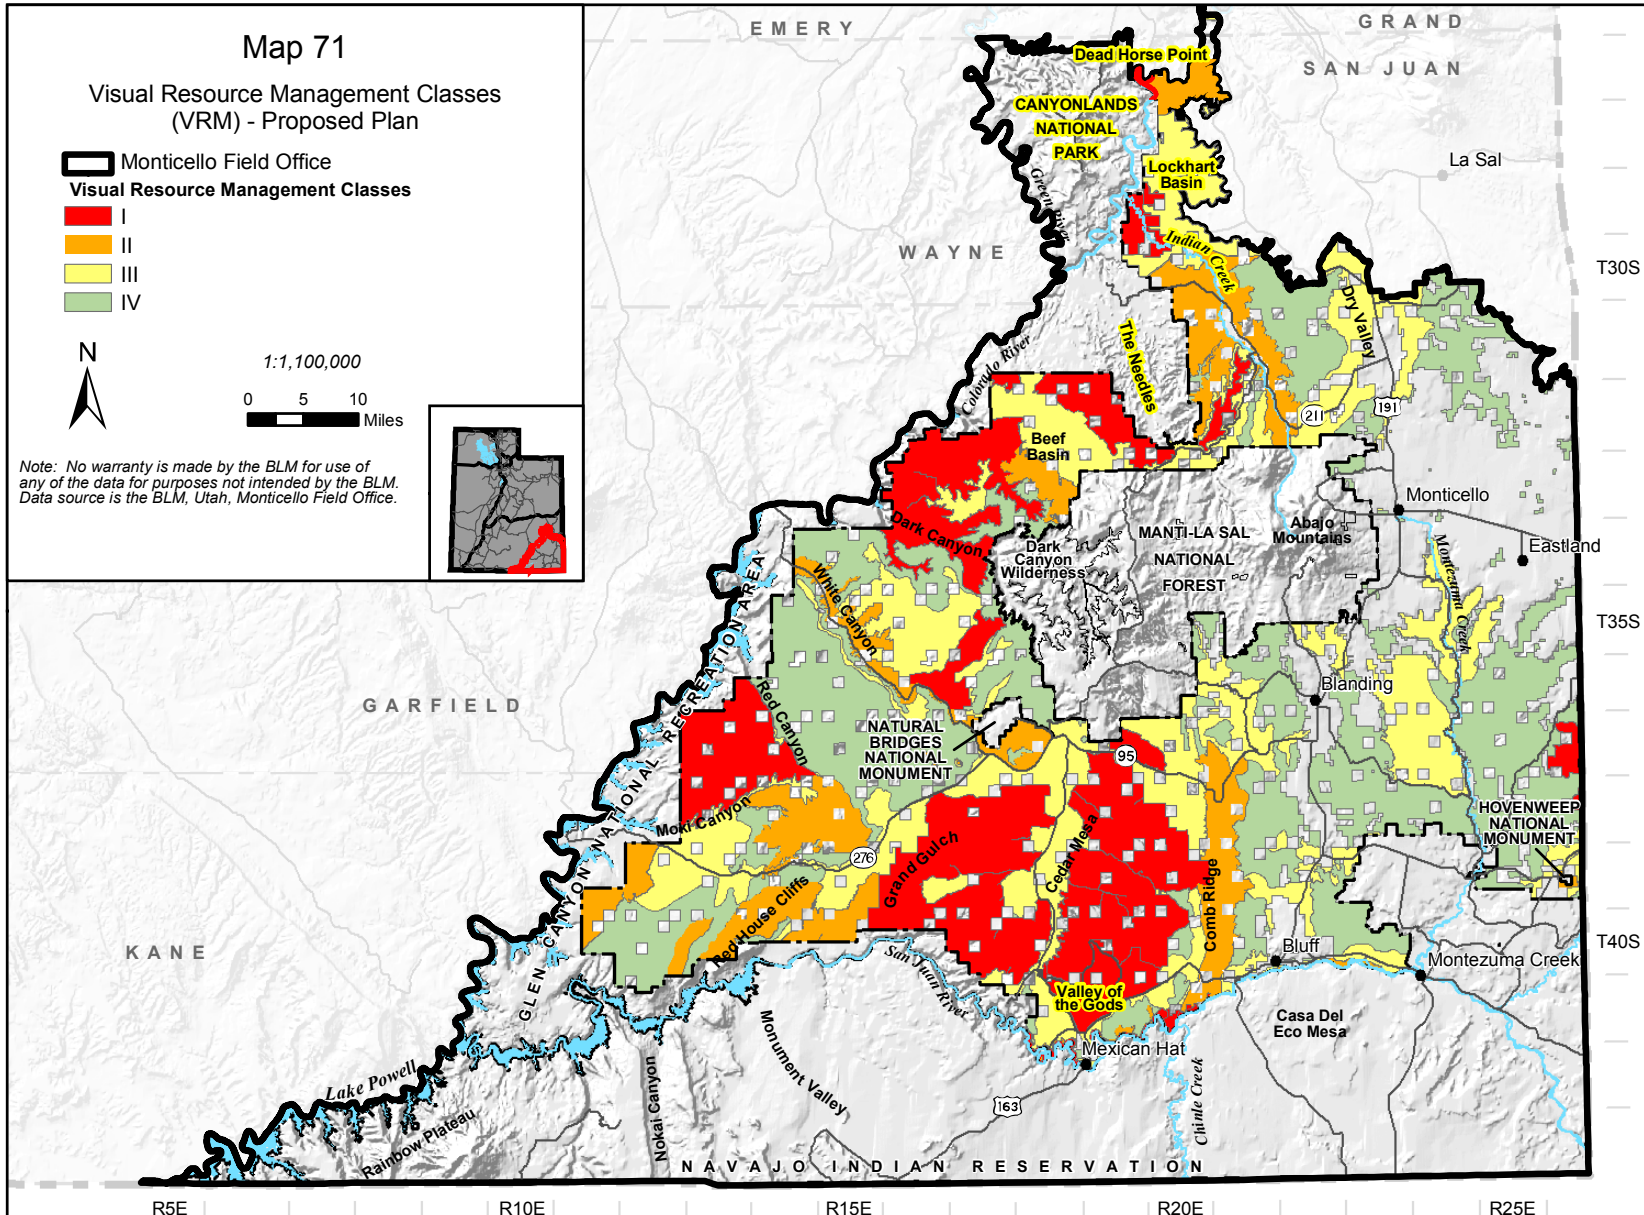 Map 71
Visual Resource Management Classes
(VRM) - Proposed Plan
Monticello Field Office
Visual Resource Management Classes
I
II
III
IV
N
1:1,100,000
0 5 10
Miles
Note: No warranty is made by the BLM for use of
any of the data for purposes not intended by the BLM.
Data source is the BLM, Utah, Monticello Field Office.
EMERY
GRAND
SAN JUAN
Dead Horse Point
CANYONLANDS
NATIONAL
PARK
Lockhart
Basin
La Sal
Green River
WAYNE
Indian Creek
T30S
Dry Valley
The Needles
Colorado River
211
191
Beef
Basin
Monticello
Dark Canyon
Dark
Canyon
Wilderness
MANTI-LA SAL
NATIONAL
FOREST
Abajo
Mountains
Eastland
Montezuma Creek
White Canyon
T35S
GLEN CANYON NATIONAL RECREATION AREA
GARFIELD
Red Canyon
Blanding
NATURAL
BRIDGES
NATIONAL
MONUMENT
95
HOVENWEEP
NATIONAL
MONUMENT
Moki Canyon
276
Grand Gulch
Cedar Mesa
Comb Ridge
Red House Cliffs
KANE
T40S
Bluff
Montezuma Creek
San Juan River
Valley of
the Gods
Casa Del
Eco Mesa
Mexican Hat
Monument Valley
Nokai Canyon
Lake Powell
Rainbow Plateau
163
Chinle Creek
NAVAJO INDIAN RESERVATION
R5E
R10E
R15E
R20E
R25E